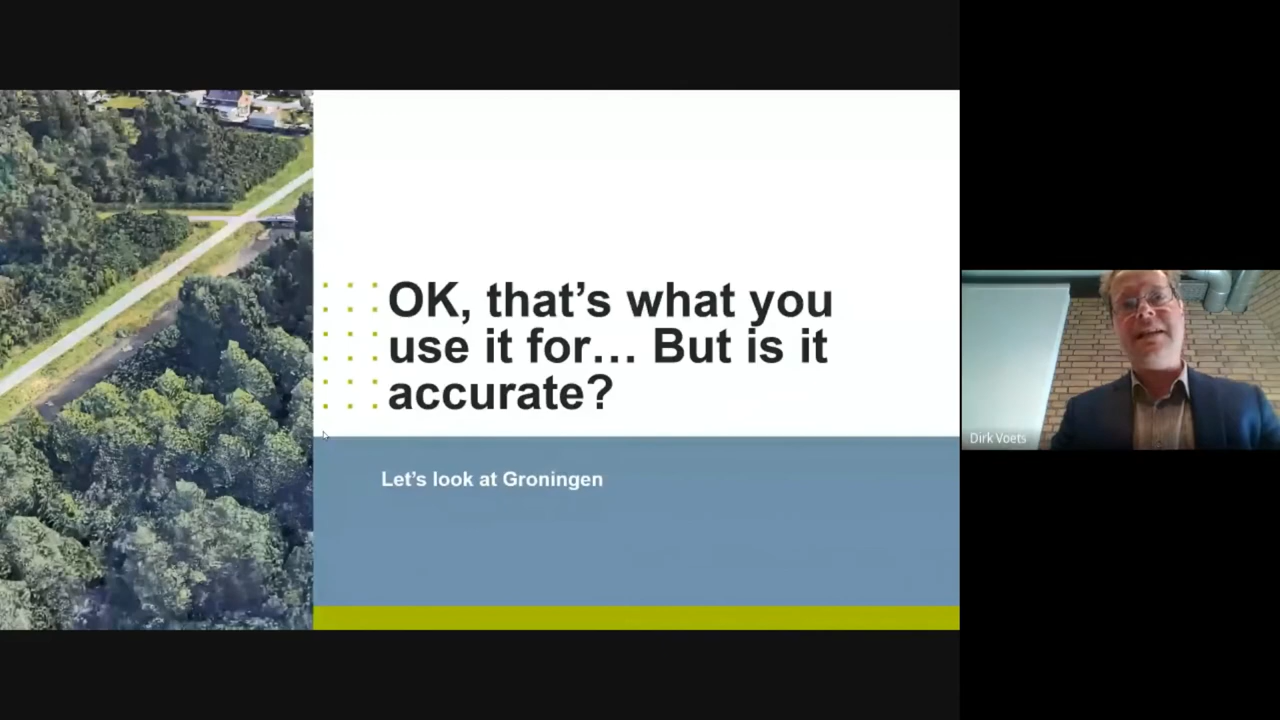 OK, that’s what you
use it for… But is it
accurate?
Let’s look at Groningen
Dirk Voets